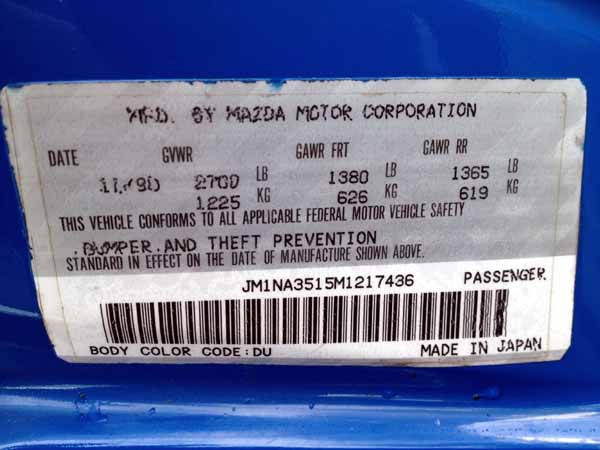 MFD. BY MAZDA MOTOR CORPORATION
DATE GVWR GAWR FRT GAWR RR
11/90 2700 LB 1380 LB 1365 LB
1225 KG 626 KG 619 KG
THIS VEHICLE CONFORMS TO ALL APPLICABLE FEDERAL MOTOR VEHICLE SAFETY
,BUMPER,AND THEFT PREVENTION
STANDARD IN EFFECT ON THE DATE OF MANUFACTURE SHOWN ABOVE.
JM1NA3515M1217436 PASSENGER
BODY COLOR CODE:DU MADE IN JAPAN